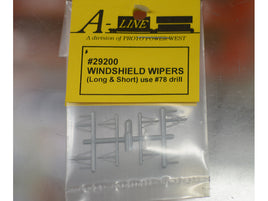 A-LINE
A division of PROTO POWER WEST
#29200
WINDSHIELD WIPERS
(Long & Short) use #78 drill